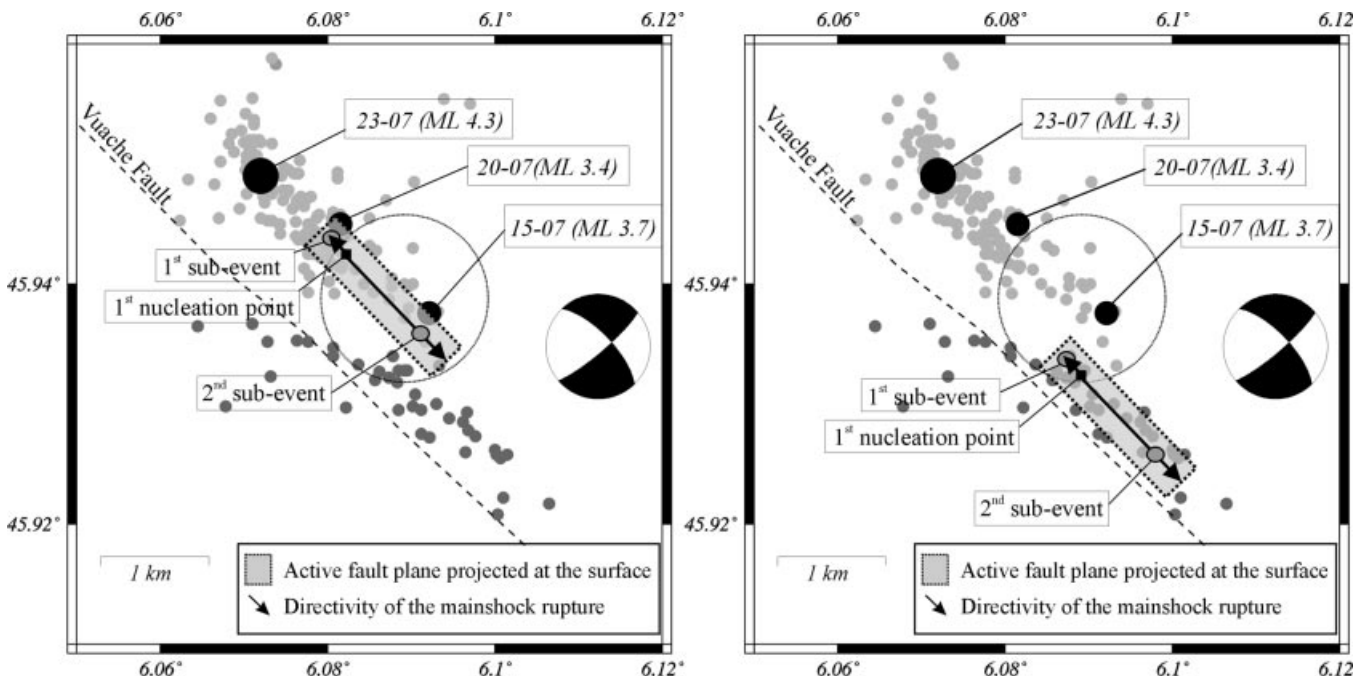 6.06˚ 6.08˚ 6.1˚ 6.12˚
Vuache Fault
23-07 (ML 4.3)
20-07(ML 3.4)
15-07 (ML 3.7)
1st sub-event
1st nucleation point
2nd sub-event
45.94˚
45.92˚
1 km
Active fault plane projected at the surface
Directivity of the mainshock rupture
6.06˚ 6.08˚ 6.1˚ 6.12˚
6.06˚ 6.08˚ 6.1˚ 6.12˚
Vuache Fault
23-07 (ML 4.3)
20-07(ML 3.4)
15-07 (ML 3.7)
45.94˚
1st sub-event
1st nucleation point
2nd sub-event
45.92˚
1 km
Active fault plane projected at the surface
Directivity of the mainshock rupture
6.06˚ 6.08˚ 6.1˚ 6.12˚